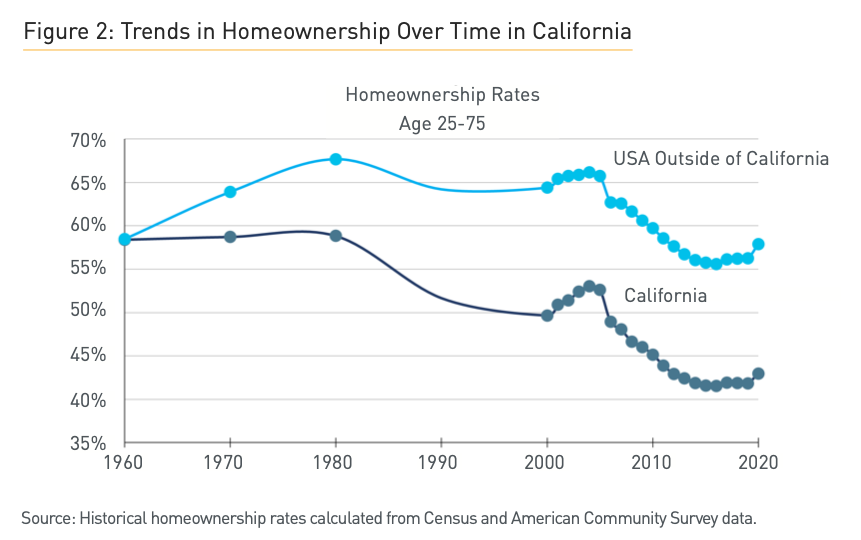 Figure 2: Trends in Homeownership Over Time in California
Homeownership Rates
Age 25-75
70%
USA Outside of California
65%
60%
55%
California
50%
45%
40%
35%
1960 1970 1980 1990 2000 2010 2020
Source: Historical homeownership rates calculated from Census and American Community Survey data.